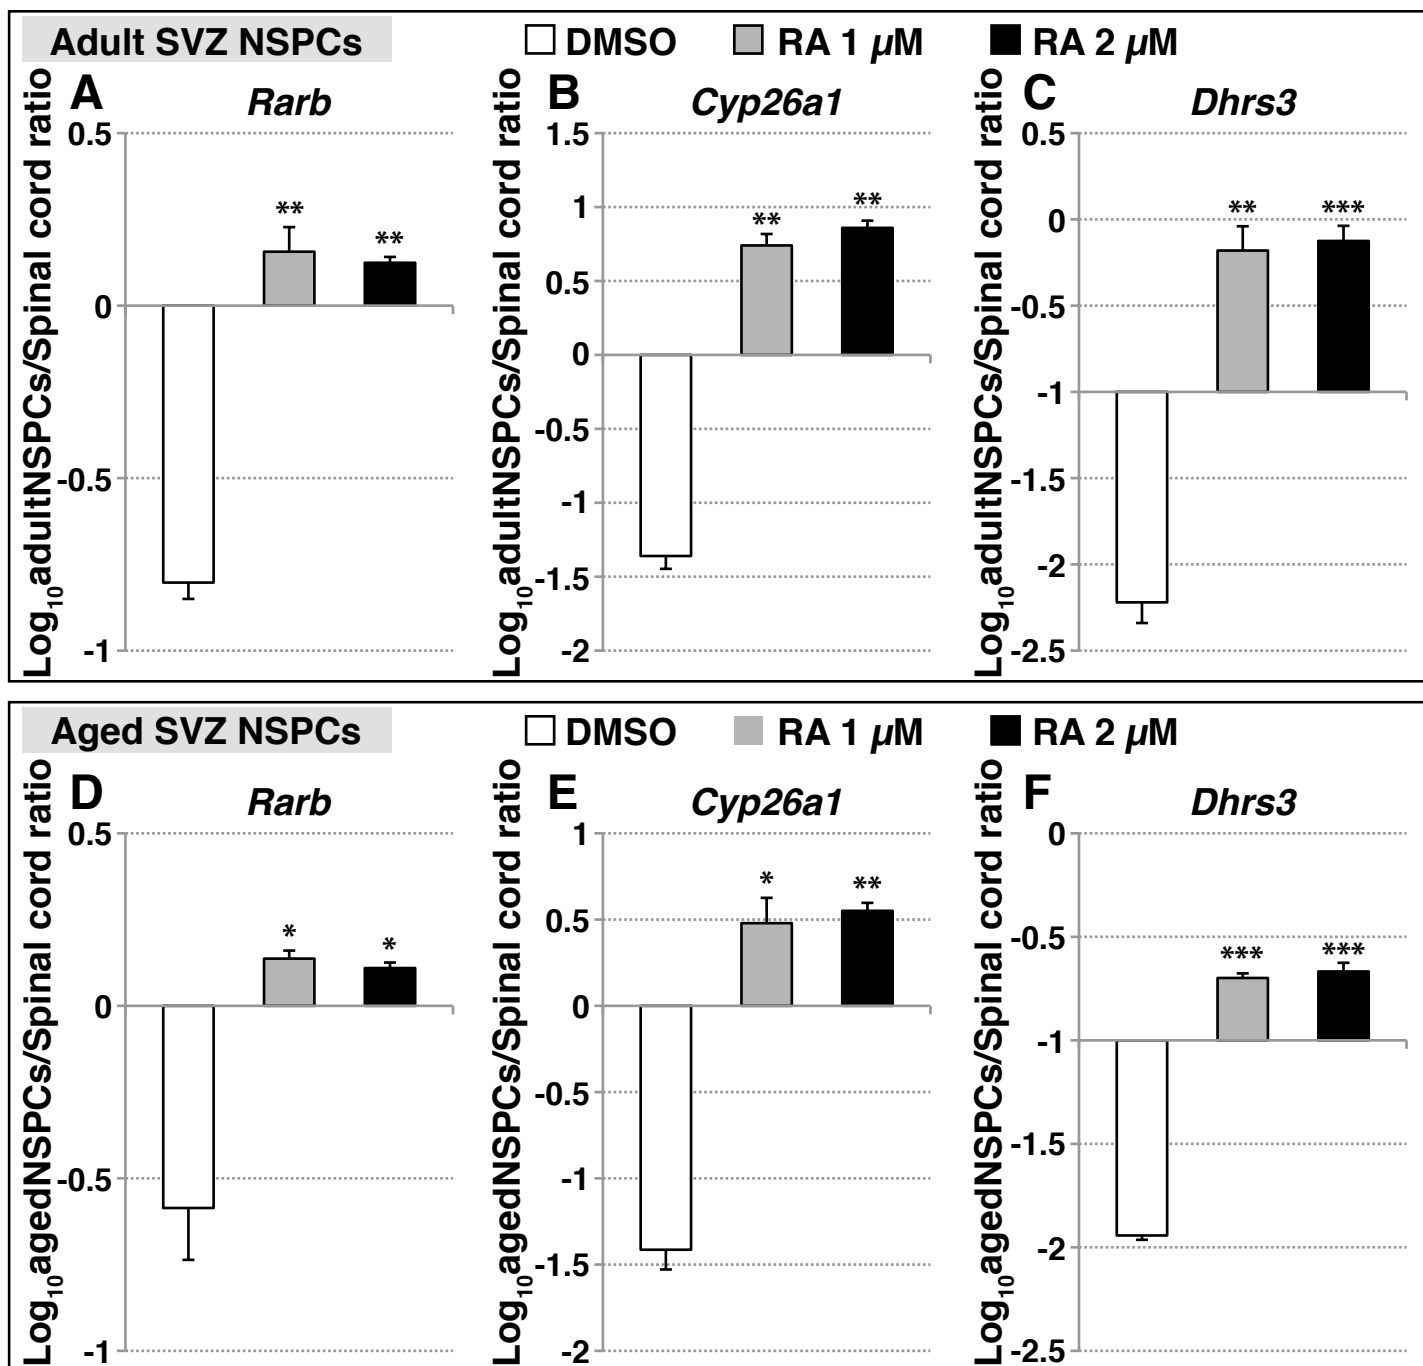 Adult SVZ NSPCs
DMSO
RA 1 µM
RA 2 µM
A
Rarb
Log10adultNSPCs/Spinal cord ratio
0.5
0
-0.5
-1
**
**
B
Cyp26a1
Log10adultNSPCs/Spinal cord ratio
1.5
1
0.5
0
-0.5
-1
-1.5
-2
**
**
C
Dhrs3
Log10adultNSPCs/Spinal cord ratio
0.5
0
-0.5
-1
-1.5
-2
-2.5
**
***
Aged SVZ NSPCs
DMSO
RA 1 µM
RA 2 µM
D
Rarb
Log10agedNSPCs/Spinal cord ratio
0.5
0
-0.5
-1
*
*
E
Cyp26a1
Log10agedNSPCs/Spinal cord ratio
1
0.5
0
-0.5
-1
-1.5
-2
*
**
F
Dhrs3
Log10agedNSPCs/Spinal cord ratio
0
-0.5
-1
-1.5
-2
-2.5
***
***